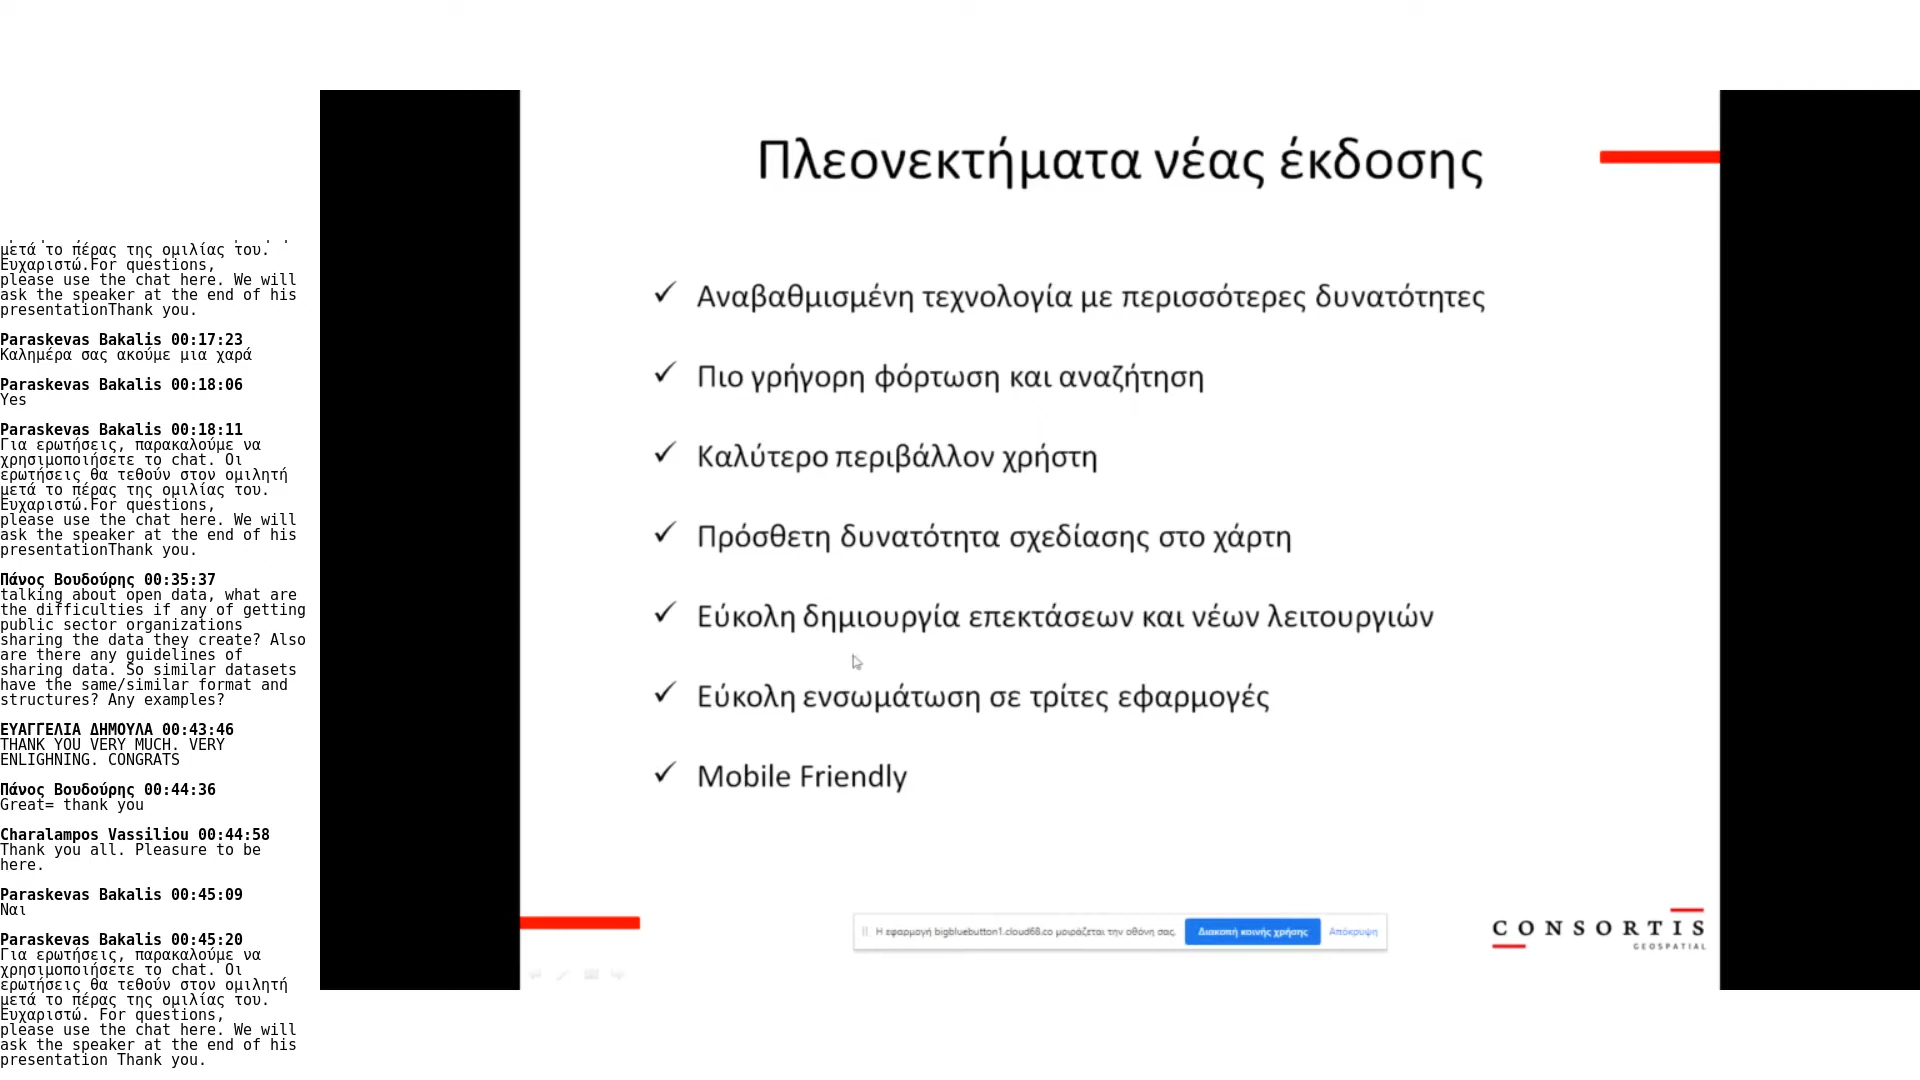 μετά το πέρας της ομιλίας του.
Ευχαριστώ.For questions,
please use the chat here. We will
ask the speaker at the end of his
presentationThank you.
Paraskevas Bakalis 00:17:23
Καλημέρα σας ακούμε μια χαρά
Paraskevas Bakalis 00:18:06
Yes
Paraskevas Bakalis 00:18:11
Για ερωτήσεις, παρακαλούμε να
χρησιμοποιήσετε το chat. Οι
ερωτήσεις θα τεθούν στον ομιλητή
μετά το πέρας της ομιλίας του.
Ευχαριστώ.For questions,
please use the chat here. We will
ask the speaker at the end of his
presentationThank you.
Πάνος Βουδούρης 00:35:37
talking about open data, what are
the difficulties if any of getting
public sector organizations
sharing the data they create? Also
are there any guidelines of
sharing data. So similar datasets
have the same/similar format and
structures? Any examples?
ΕΥΑΓΓΕΛΙΑ ΔΗΜΟΥΛΑ 00:43:46
THANK YOU VERY MUCH. VERY
ENLIGHNING. CONGRATS
Πάνος Βουδούρης 00:44:36
Great= thank you
Charalampos Vassiliou 00:44:58
Thank you all. Pleasure to be
here.
Paraskevas Bakalis 00:45:09
Ναι
Paraskevas Bakalis 00:45:20
Για ερωτήσεις, παρακαλούμε να
χρησιμοποιήσετε το chat. Οι
ερωτήσεις θα τεθούν στον ομιλητή
μετά το πέρας της ομιλίας του.
Ευχαριστώ. For questions,
please use the chat here. We will
ask the speaker at the end of his
presentation Thank you.
Πλεονεκτήματα νέας έκδοσης
✓ Αναβαθμισμένη τεχνολογία με περισσότερες δυνατότητες
✓ Πιο γρήγορη φόρτωση και αναζήτηση
✓ Καλύτερο περιβάλλον χρήστη
✓ Πρόσθετη δυνατότητα σχεδίασης στο χάρτη
✓ Εύκολη δημιουργία επεκτάσεων και νέων λειτουργιών
✓ Εύκολη ενσωμάτωση σε τρίτες εφαρμογές
✓ Mobile Friendly
Η εφαρμογή bigbluebutton1.cloud68.co μοιράζεται την οθόνη σας. Διακοπή κοινής χρήσης Απόκρυψη
CONSORTIS
GEOSPATIAL